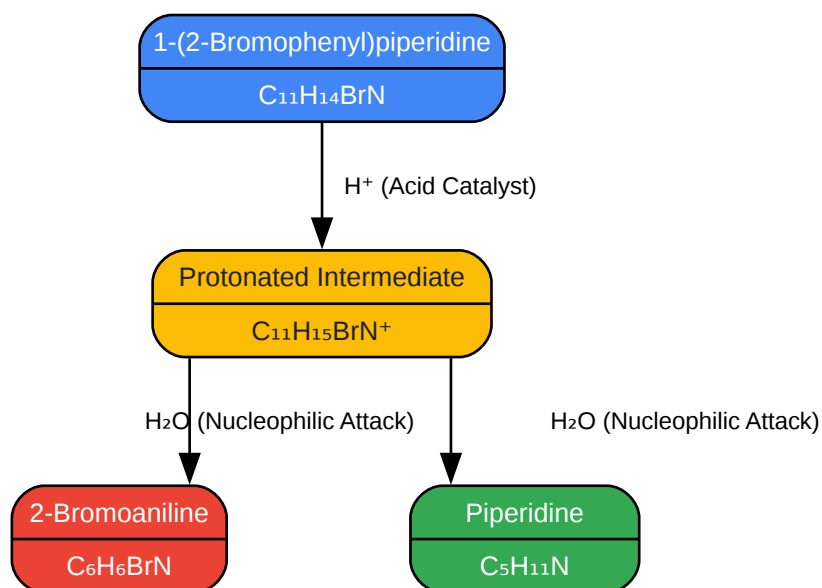 1-(2-Bromophenyl)piperidine
C₁₁H₁₄BrN
H⁺ (Acid Catalyst)
Protonated Intermediate
C₁₁H₁₅BrN⁺
H₂O (Nucleophilic Attack)
H₂O (Nucleophilic Attack)
2-Bromoaniline
C₆H₆BrN
Piperidine
C₅H₁₁N